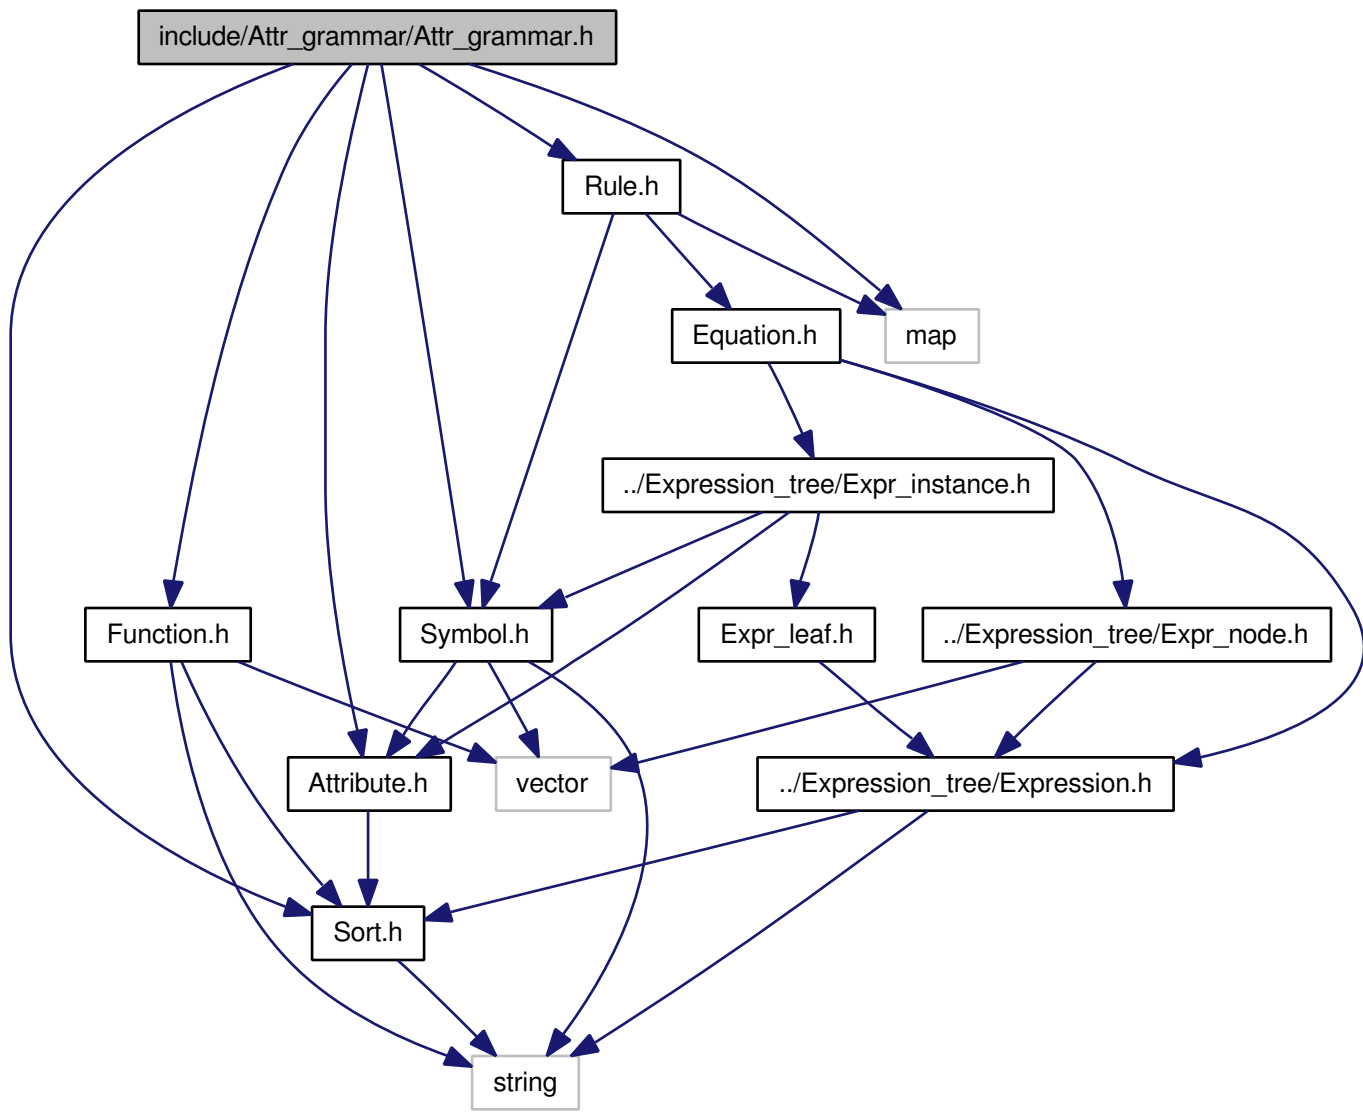 include/Attr_grammar/Attr_grammar.h
Rule.h
Equation.h
map
../Expression_tree/Expr_instance.h
Function.h
Symbol.h
Expr_leaf.h
../Expression_tree/Expr_node.h
Attribute.h
vector
../Expression_tree/Expression.h
Sort.h
string